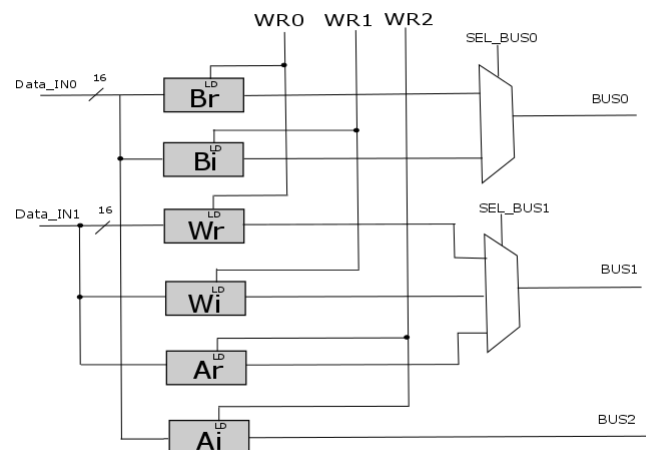 WR0 WR1 WR2
SEL_BUS0
Data_IN0 16
LD
Br
BUS0
LD
Bi
Data_IN1 16
LD
Wr
SEL_BUS1
BUS1
LD
Wi
LD
Ar
BUS2
LD
Ai